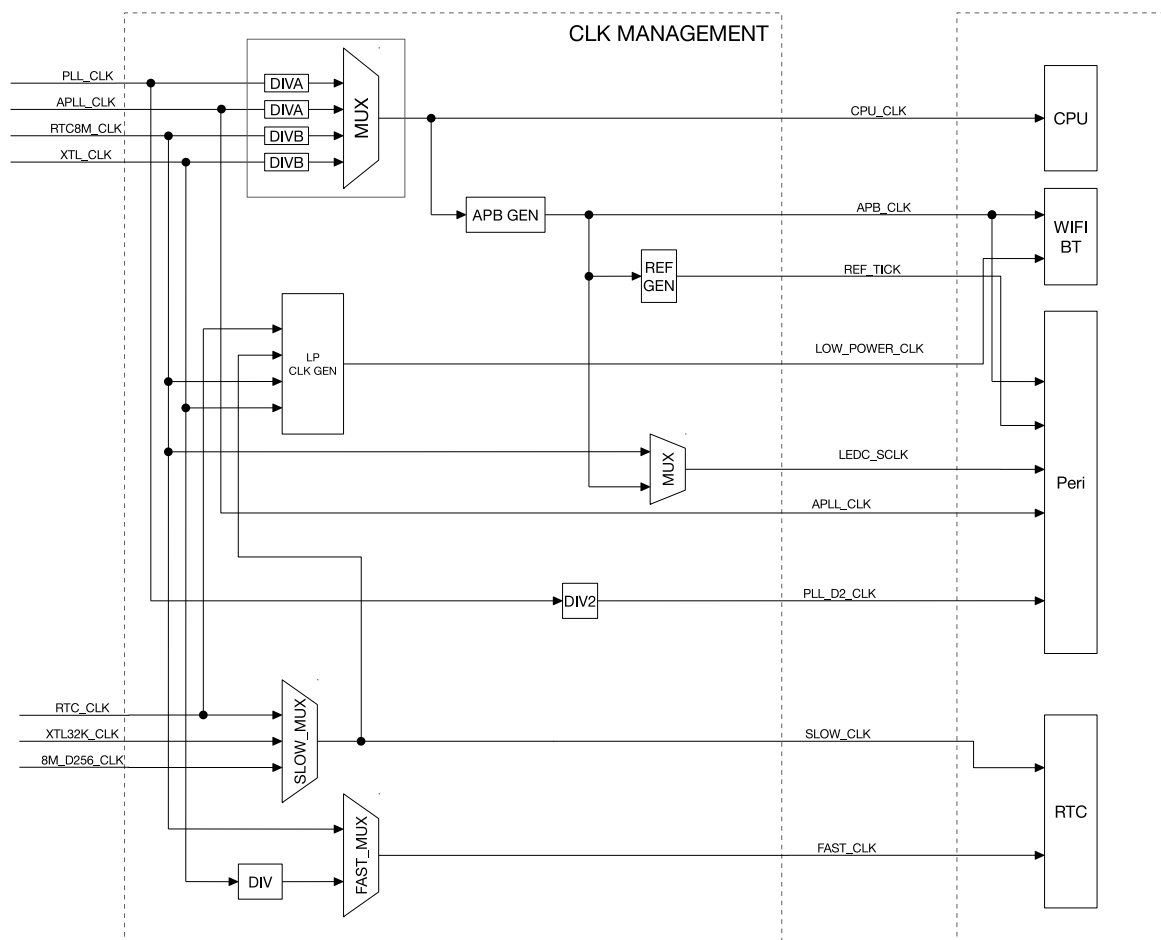 CLK MANAGEMENT
PLL_CLK
DIVA
APLL_CLK
DIVA
MUX
CPU_CLK
CPU
RTC8M_CLK
DIVB
XTL_CLK
DIVB
APB GEN
APB_CLK
WIFI
BT
REF
GEN
REF_TICK
LP
CLK GEN
LOW_POWER_CLK
MUX
LEDC_SCLK
Peri
APLL_CLK
DIV2
PLL_D2_CLK
RTC_CLK
XTL32K_CLK
8M_D256_CLK
SLOW_MUX
SLOW_CLK
RTC
FAST_MUX
FAST_CLK
DIV